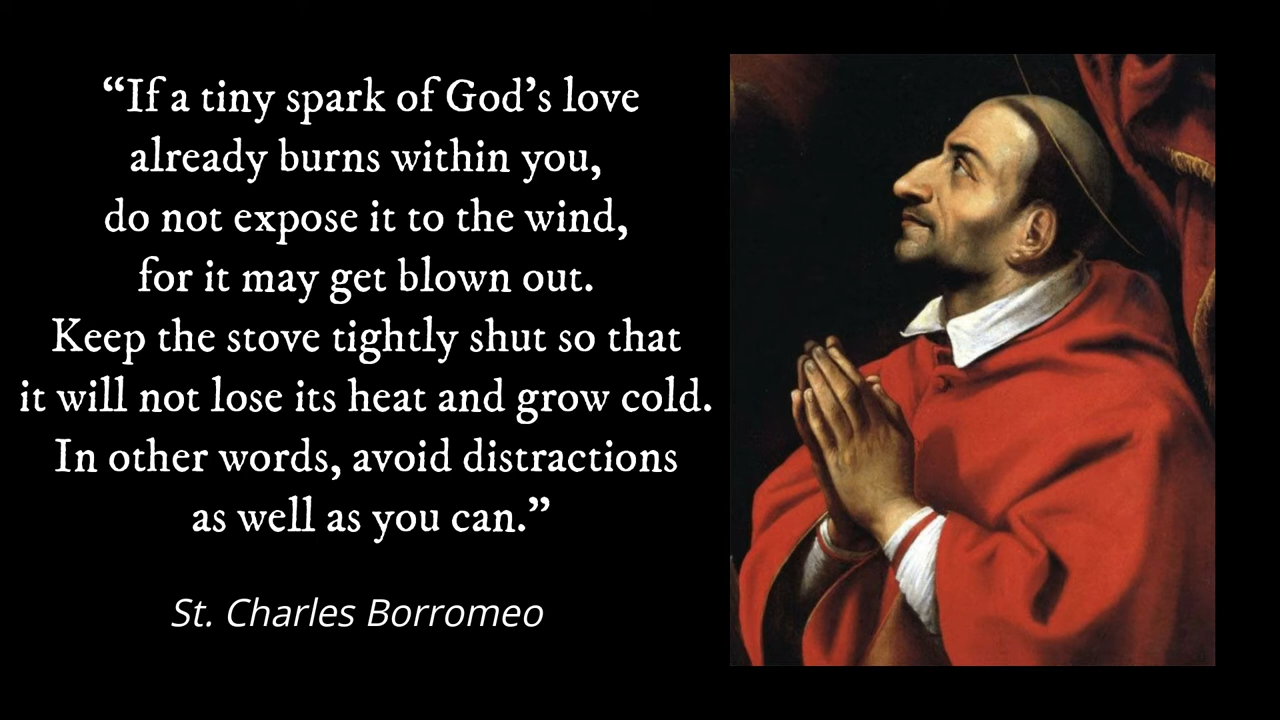 “If a tiny spark of God’s love
already burns within you,
do not expose it to the wind,
for it may get blown out.
Keep the stove tightly shut so that
it will not lose its heat and grow cold.
In other words, avoid distractions
as well as you can.”
St. Charles Borromeo